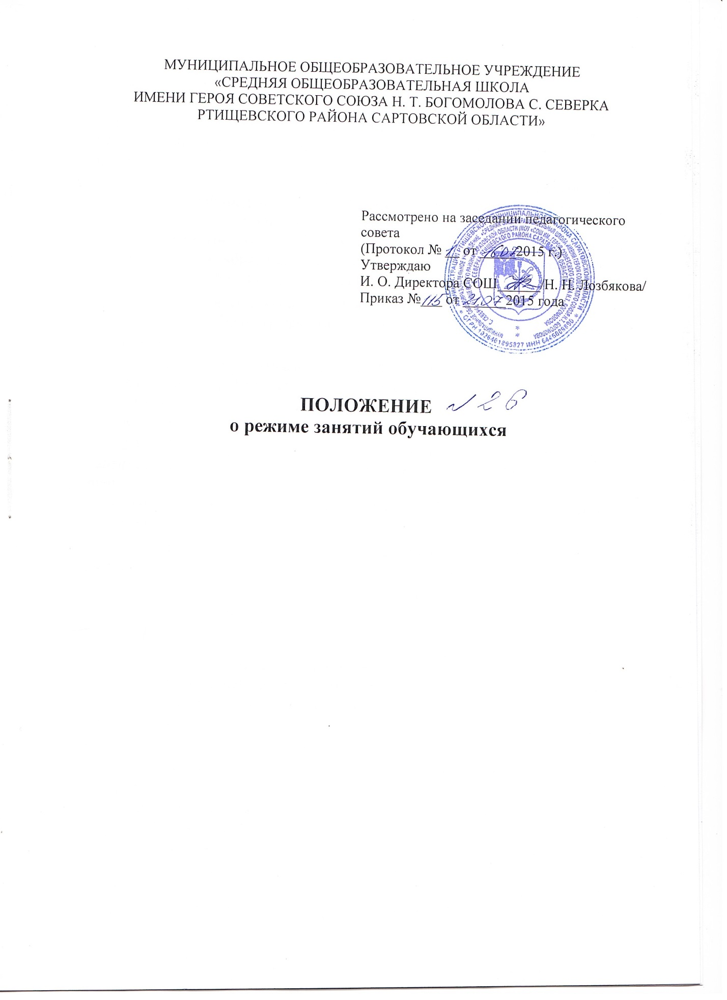 МУНИЦИПАЛЬНОЕ ОБЩЕОБРАЗОВАТЕЛЬНОЕ УЧРЕЖДЕНИЕ
«СРЕДНЯЯ ОБЩЕОБРАЗОВАТЕЛЬНАЯ ШКОЛА
ИМЕНИ ГЕРОЯ СОВЕТСКОГО СОЮЗА Н. Т. БОГОМОЛОВА С. СЕВЕРКА
РТИЩЕВСКОГО РАЙОНА САРТОВСКОЙ ОБЛАСТИ»
Рассмотрено на заседании педагогического
совета
(Протокол № 1 от 16.07 2015 г.)
Утверждаю
И. О. Директора СОШ /Н. Н. Лозбякова/
Приказ № 115 от 21.07 2015 года
ОГРН 1026401895827 ИНН 6446009890
ПОЛОЖЕНИЕ № 26
о режиме занятий обучающихся